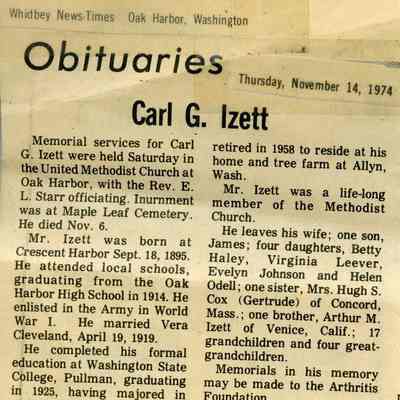 Whidbey News-Times Oak Harbor, Washington
Obituaries
Thursday, November 14, 1974
Carl G. Izett
Memorial services for Carl
G. Izett were held Saturday in
the United Methodist Church at
Oak Harbor, with the Rev. E.
L. Starr officiating. Inurnment
was at Maple Leaf Cemetery.
He died Nov. 6.
Mr. Izett was born at
Crescent Harbor Sept. 18, 1895.
He attended local schools,
graduating from the Oak
Harbor High School in 1914. He
enlisted in the Army in World
War I. He married Vera
Cleveland, April 19, 1919.
He completed his formal
education at Washington State
College, Pullman, graduating
in 1925, having majored in
retired in 1958 to reside at his
home and tree farm at Allyn,
Wash.
Mr. Izett was a life-long
member of the Methodist
Church.
He leaves his wife; one son,
James; four daughters, Betty
Haley, Virginia Leever,
Evelyn Johnson and Helen
Odell; one sister, Mrs. Hugh S.
Cox (Gertrude) of Concord,
Mass.; one brother, Arthur M.
Izett of Venice, Calif.; 17
grandchildren and four great-
grandchildren.
Memorials in his memory
may be made to the Arthritis
Foundation.